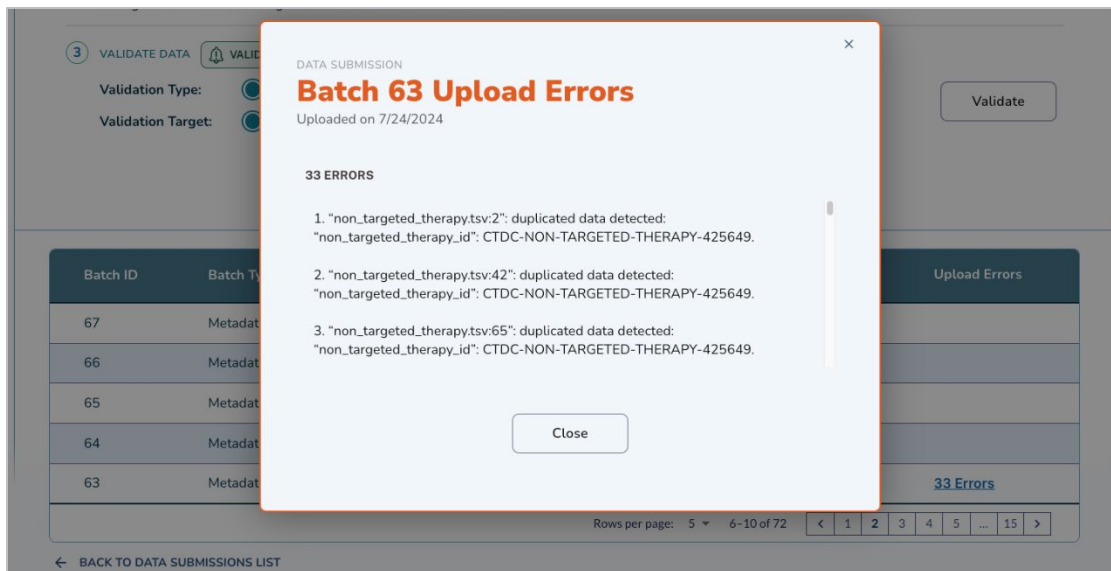 3 VALIDATE DATA VALID
Validation Type:
Validation Target:
Validate
×
DATA SUBMISSION
Batch 63 Upload Errors
Uploaded on 7/24/2024
33 ERRORS
1. “non_targeted_therapy.tsv:2”: duplicated data detected:
“non_targeted_therapy_id”: CTDC-NON-TARGETED-THERAPY-425649.
2. “non_targeted_therapy.tsv:42”: duplicated data detected:
“non_targeted_therapy_id”: CTDC-NON-TARGETED-THERAPY-425649.
3. “non_targeted_therapy.tsv:65”: duplicated data detected:
“non_targeted_therapy_id”: CTDC-NON-TARGETED-THERAPY-425649.
Close
Batch ID Batch Ty Upload Errors
67 Metadat
66 Metadat
65 Metadat
64 Metadat
63 Metadat 33 Errors
Rows per page: 5 6–10 of 72 < 1 2 3 4 5 ... 15 >
← BACK TO DATA SUBMISSIONS LIST